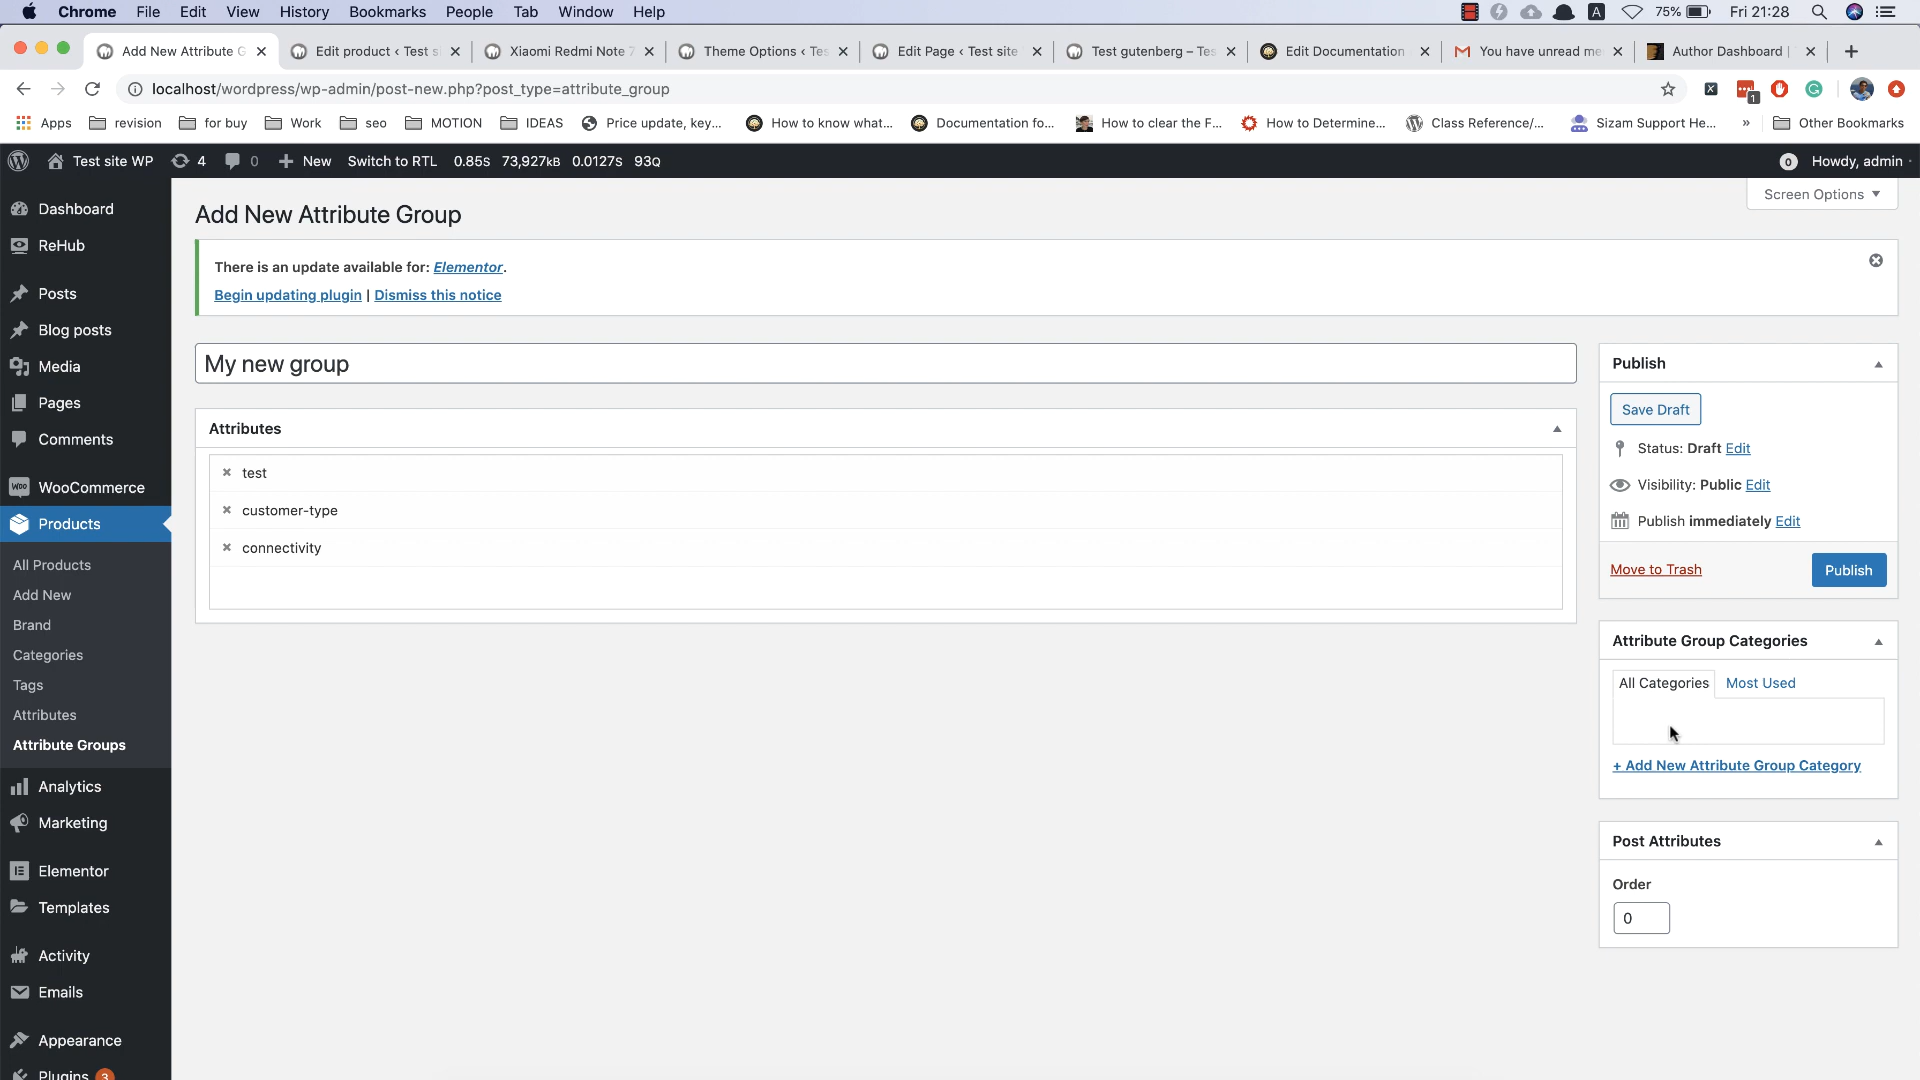 Chrome File Edit View History Bookmarks People Tab Window Help A 75% Fri 21:28
Add New Attribute G Edit product ‹ Test s Xiaomi Redmi Note 7 Theme Options ‹ Tes Edit Page ‹ Test site Test gutenberg – Tes Edit Documentation You have unread me Author Dashboard |
localhost/wordpress/wp-admin/post-new.php?post_type=attribute_group 1
Apps revision for buy Work seo MOTION IDEAS Price update, key... How to know what... Documentation fo... How to clear the F... How to Determine... Class Reference/... Sizam Support He... » Other Bookmarks
Test site WP 4 0 New Switch to RTL 0.85S 73,927KB 0.0127S 93Q 0 Howdy, admin
Screen Options
Dashboard
ReHub
Posts
Blog posts
Media
Pages
Comments
WooCommerce
Products
All Products
Add New
Brand
Categories
Tags
Attributes
Attribute Groups
Analytics
Marketing
Elementor
Templates
Activity
Emails
Appearance
Plugins 3
Add New Attribute Group
There is an update available for: Elementor.
Begin updating plugin | Dismiss this notice
My new group
Attributes
test
customer-type
connectivity
Publish
Save Draft
Status: Draft Edit
Visibility: Public Edit
Publish immediately Edit
Move to Trash Publish
Attribute Group Categories
All Categories Most Used
+ Add New Attribute Group Category
Post Attributes
Order
0